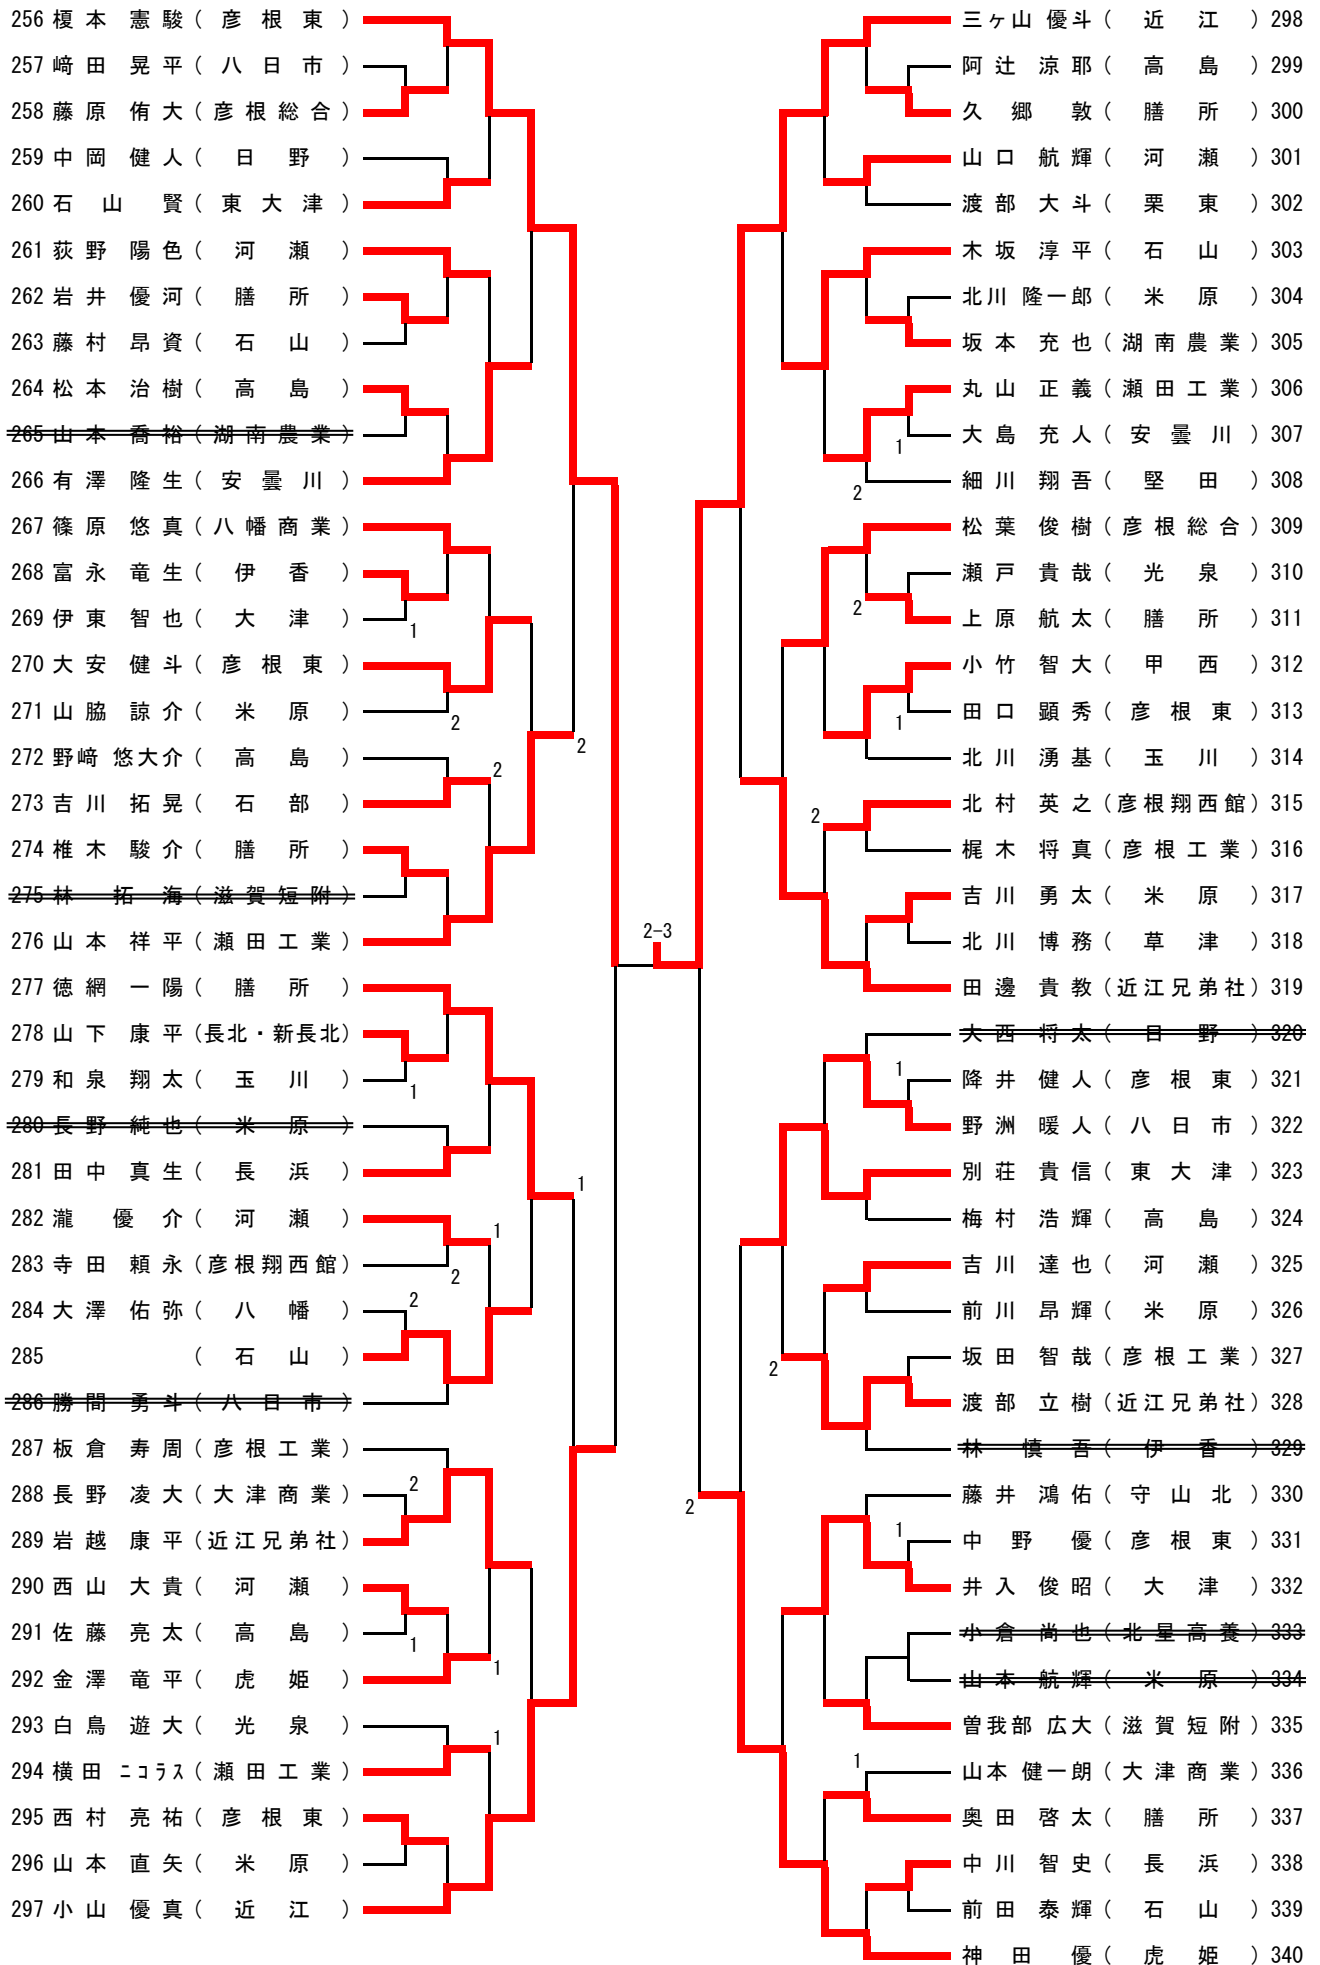 256 榎本 憲駿 ( 彦根東 )
257 﨑田 晃平 ( 八日市 )
258 藤原 侑大 ( 彦根総合 )
259 中岡 健人 ( 日野 )
260 石山 賢 ( 東大津 )
261 荻野 陽色 ( 河瀬 )
262 岩井 優河 ( 膳所 )
263 藤村 昂資 ( 石山 )
264 松本 治樹 ( 高島 )
265 山本 喬裕 ( 湖南農業 )
266 有澤 隆生 ( 安曇川 )
267 篠原 悠真 ( 八幡商業 )
268 富永 竜生 ( 伊香 )
269 伊東 智也 ( 大津 )
1
270 大安 健斗 ( 彦根東 )
271 山脇 諒介 ( 米原 )
2
272 野﨑 悠大介 ( 高島 )
2
2
273 吉川 拓晃 ( 石部 )
274 椎木 駿介 ( 膳所 )
275 林 拓海 ( 滋賀短附 )
276 山本 祥平 ( 瀬田工業 )
277 徳網 一陽 ( 膳所 )
278 山下 康平 (長北・新長北)
279 和泉 翔太 ( 玉川 )
1
280 長野 純也 ( 米原 )
281 田中 真生 ( 長浜 )
1
282 瀧 優介 ( 河瀬 )
1
283 寺田 頼永 (彦根翔西館)
2
284 大澤 佑弥 ( 八幡 )
2
285 ( 石山 )
286 勝間 勇斗 ( 八日市 )
287 板倉 寿周 ( 彦根工業 )
2
288 長野 凌大 ( 大津商業 )
289 岩越 康平 (近江兄弟社)
290 西山 大貴 ( 河瀬 )
291 佐藤 亮太 ( 高島 )
1
292 金澤 竜平 ( 虎姫 )
1
293 白鳥 遊大 ( 光泉 )
1
294 横田 ニコラス ( 瀬田工業 )
295 西村 亮祐 ( 彦根東 )
296 山本 直矢 ( 米原 )
297 小山 優真 ( 近江 )
2-3
三ヶ山 優斗 ( 近江 ) 298
阿辻 涼耶 ( 高島 ) 299
久郷 敦 ( 膳所 ) 300
山口 航輝 ( 河瀬 ) 301
渡部 大斗 ( 栗東 ) 302
木坂 淳平 ( 石山 ) 303
北川 隆一郎 ( 米原 ) 304
坂本 充也 ( 湖南農業 ) 305
丸山 正義 ( 瀬田工業 ) 306
大島 充人 ( 安曇川 ) 307
1
細川 翔吾 ( 堅田 ) 308
2
松葉 俊樹 ( 彦根総合 ) 309
瀬戸 貴哉 ( 光泉 ) 310
2
上原 航太 ( 膳所 ) 311
小竹 智大 ( 甲西 ) 312
田口 顕秀 ( 彦根東 ) 313
1
北川 湧基 ( 玉川 ) 314
北村 英之 (彦根翔西館) 315
2
梶木 将真 ( 彦根工業 ) 316
吉川 勇太 ( 米原 ) 317
北川 博務 ( 草津 ) 318
田邊 貴教 (近江兄弟社) 319
大西 将太 ( 日野 ) 320
1
降井 健人 ( 彦根東 ) 321
野洲 暖人 ( 八日市 ) 322
別荘 貴信 ( 東大津 ) 323
梅村 浩輝 ( 高島 ) 324
吉川 達也 ( 河瀬 ) 325
前川 昂輝 ( 米原 ) 326
坂田 智哉 ( 彦根工業 ) 327
2
渡部 立樹 (近江兄弟社) 328
林 慎吾 ( 伊香 ) 329
藤井 鴻佑 ( 守山北 ) 330
2
1
中野 優 ( 彦根東 ) 331
井入 俊昭 ( 大津 ) 332
小倉 尚也 ( 北星高養 ) 333
山本 航輝 ( 米原 ) 334
曽我部 広大 ( 滋賀短附 ) 335
1
山本 健一朗 ( 大津商業 ) 336
奥田 啓太 ( 膳所 ) 337
中川 智史 ( 長浜 ) 338
前田 泰輝 ( 石山 ) 339
神田 優 ( 虎姫 ) 340